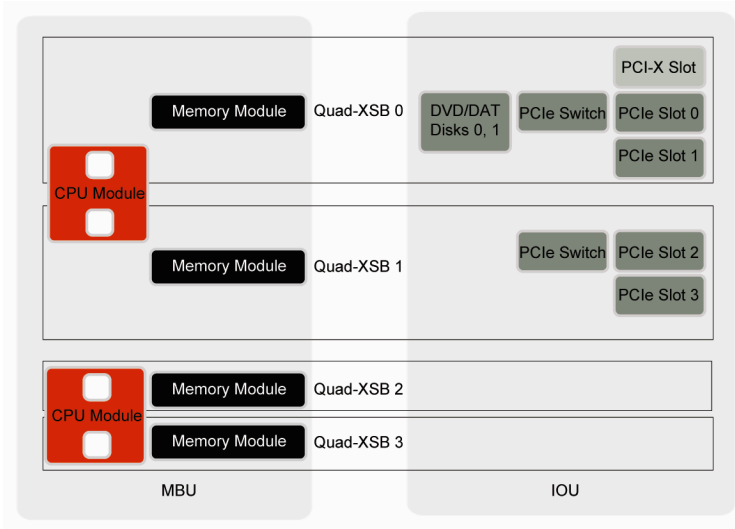 PCI-X Slot
Memory Module
Quad-XSB 0
DVD/DAT
Disks 0, 1
PCIe Switch
PCIe Slot 0
PCIe Slot 1
CPU Module
Memory Module
Quad-XSB 1
PCIe Switch
PCIe Slot 2
PCIe Slot 3
Memory Module
Quad-XSB 2
CPU Module
Memory Module
Quad-XSB 3
MBU
IOU